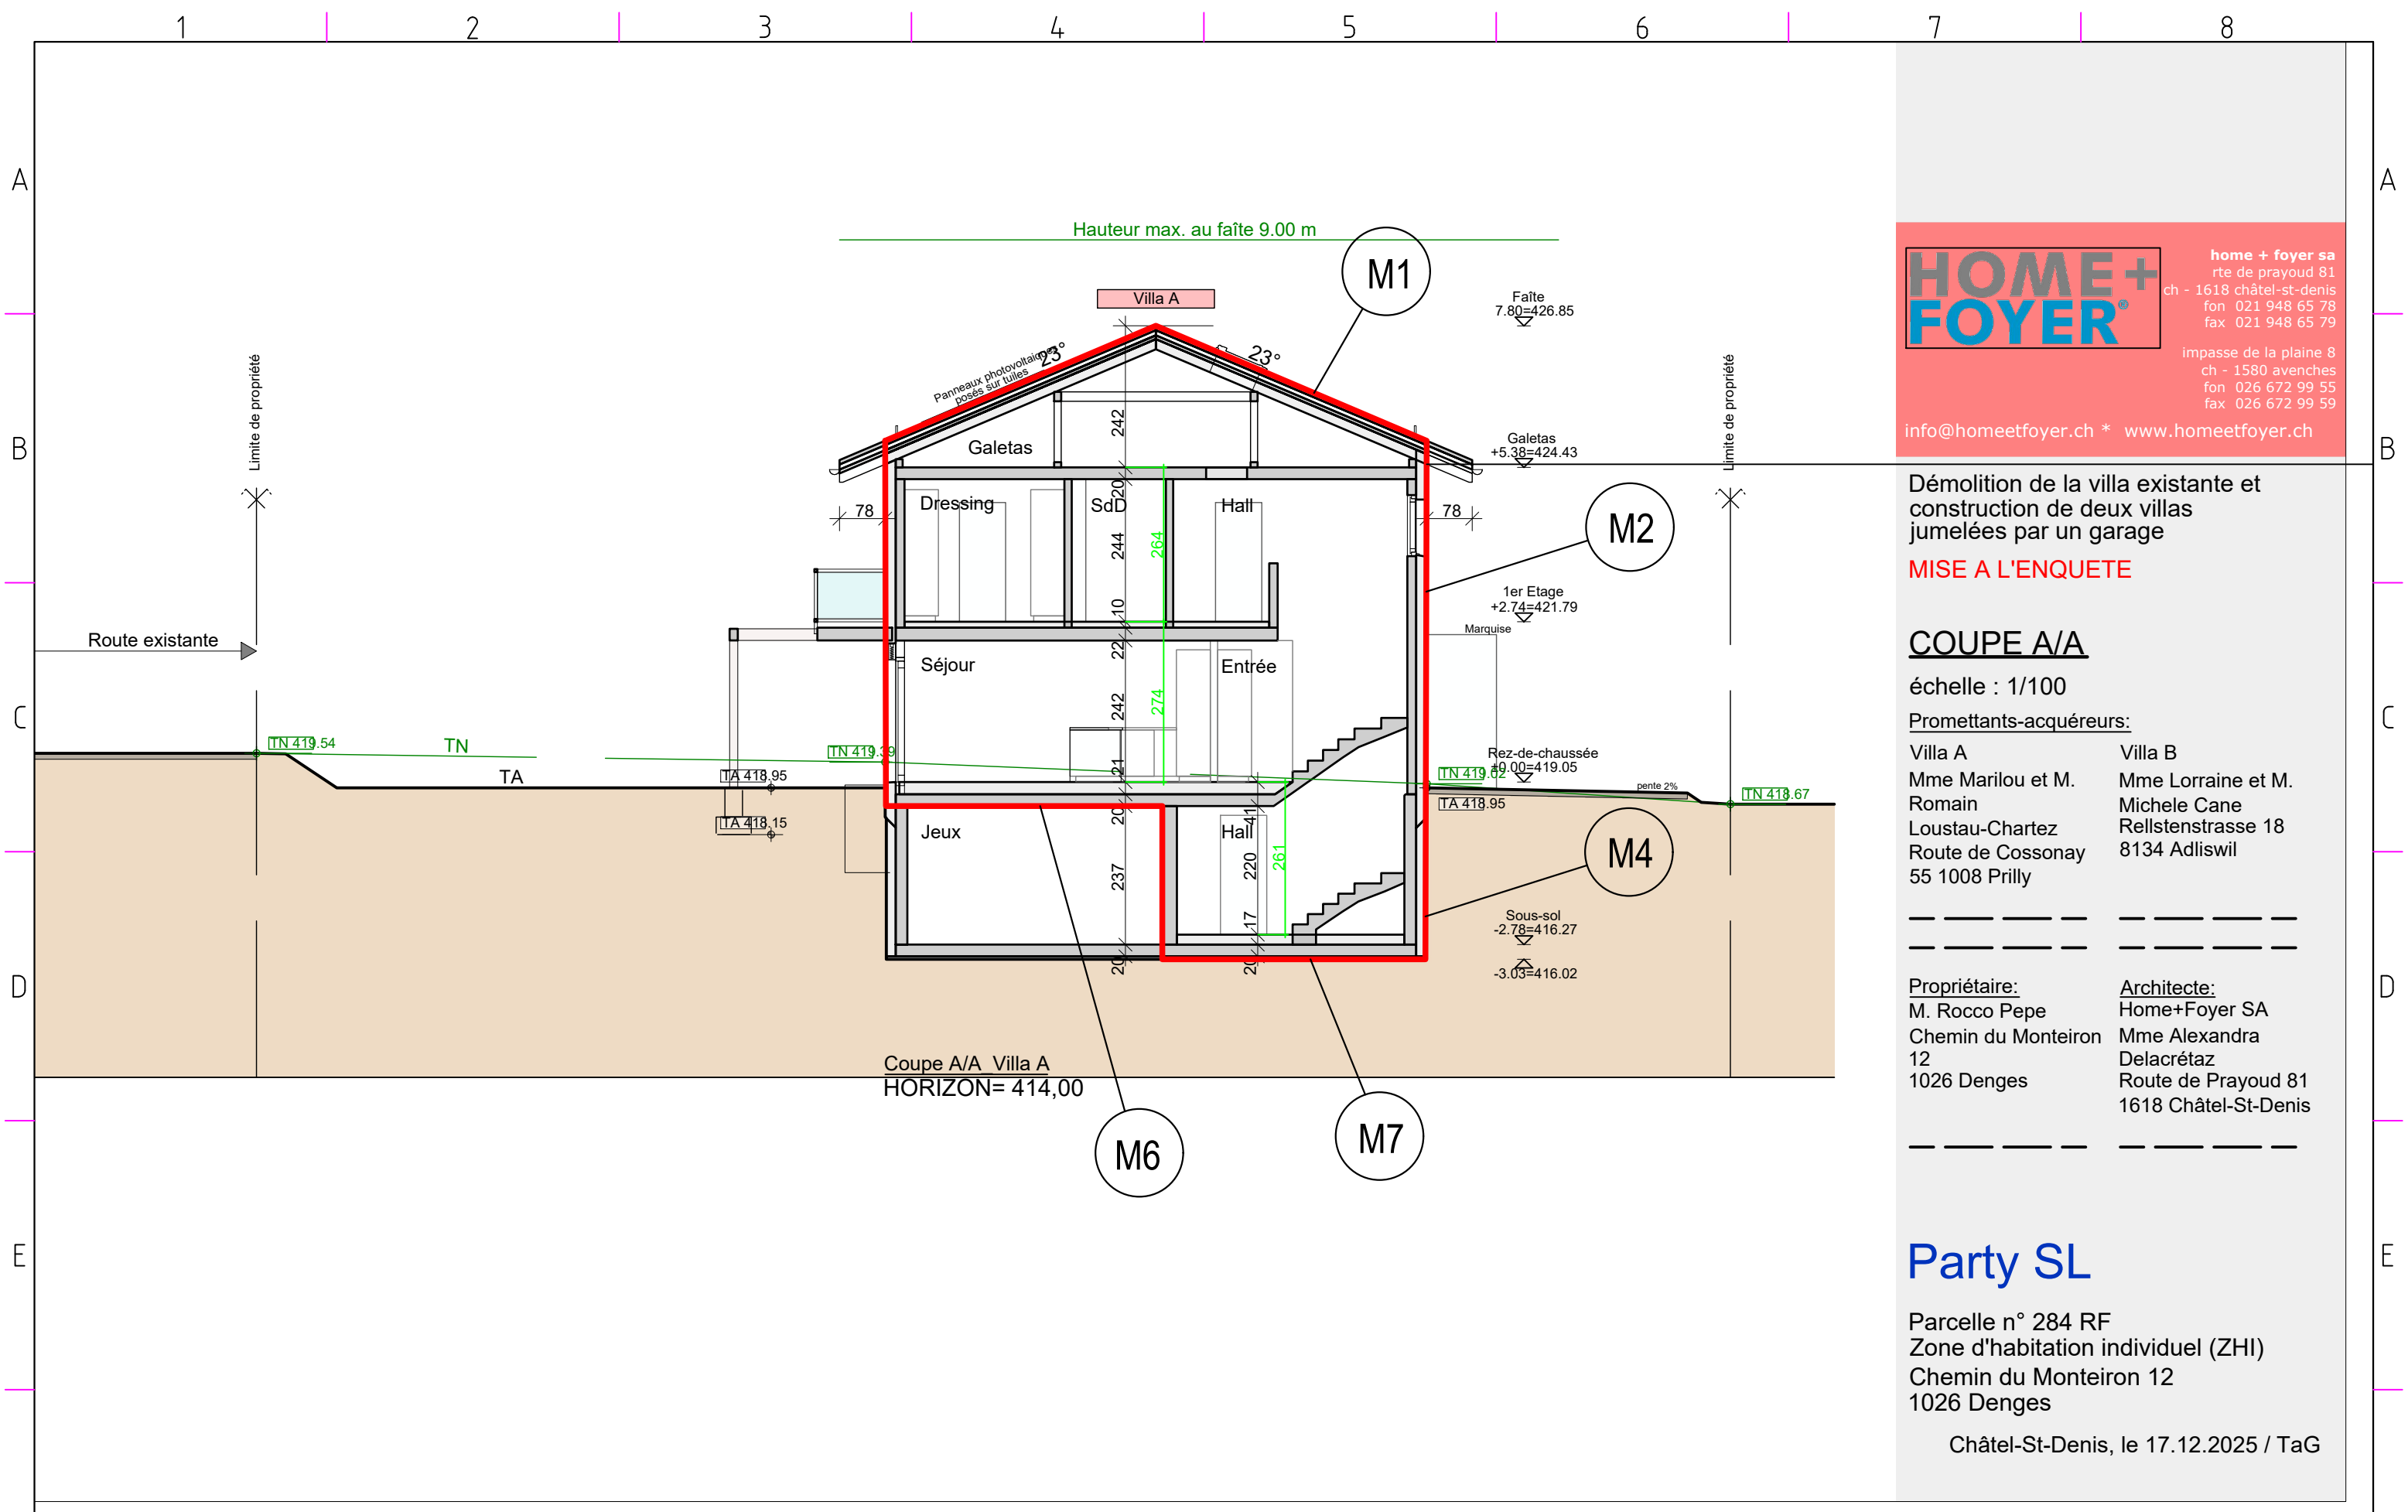 1 2 3 4 5 6 7 8
A A
B B
C C
D D
E E
Hauteur max. au faîte 9.00 m
M1
Villa A
Faîte
7.80=426.85
Panneaux photovoltaiques
posés sur tuiles
23°
23°
Limite de propriété
Limite de propriété
242
Galetas
Galetas
+5.38=424.43
20
Dressing
SdD
Hall
78
78
M2
244
264
10
1er Etage
+2.74=421.79
Marquise
Route existante
22
Séjour
Entrée
242
274
TN 419.54
TN
TN 419.39
TA
TA 418.95
21
Rez-de-chaussée
+0.00=419.05
TN 419.02
pente 2%
TN 418.67
TA 418.95
TA 418.15
20
41
Jeux
Hall
M4
237
220
261
17
Sous-sol
-2.78=416.27
20
20
-3.03=416.02
Coupe A/A_Villa A
HORIZON= 414,00
M6
M7
HOME+
FOYER®
home + foyer sa
rte de prayoud 81
ch - 1618 châtel-st-denis
fon 021 948 65 78
fax 021 948 65 79
impasse de la plaine 8
ch - 1580 avenches
fon 026 672 99 55
fax 026 672 99 59
info@homeetfoyer.ch * www.homeetfoyer.ch
Démolition de la villa existante et
construction de deux villas
jumelées par un garage
MISE A L'ENQUETE
COUPE A/A
échelle : 1/100
Promettants-acquéreurs:
Villa A
Mme Marilou et M.
Romain
Loustau-Chartez
Route de Cossonay
55 1008 Prilly
Villa B
Mme Lorraine et M.
Michele Cane
Rellstenstrasse 18
8134 Adliswil
Propriétaire:
M. Rocco Pepe
Chemin du Monteiron
12
1026 Denges
Architecte:
Home+Foyer SA
Mme Alexandra
Delacrétaz
Route de Prayoud 81
1618 Châtel-St-Denis
Party SL
Parcelle n° 284 RF
Zone d'habitation individuel (ZHI)
Chemin du Monteiron 12
1026 Denges
Châtel-St-Denis, le 17.12.2025 / TaG